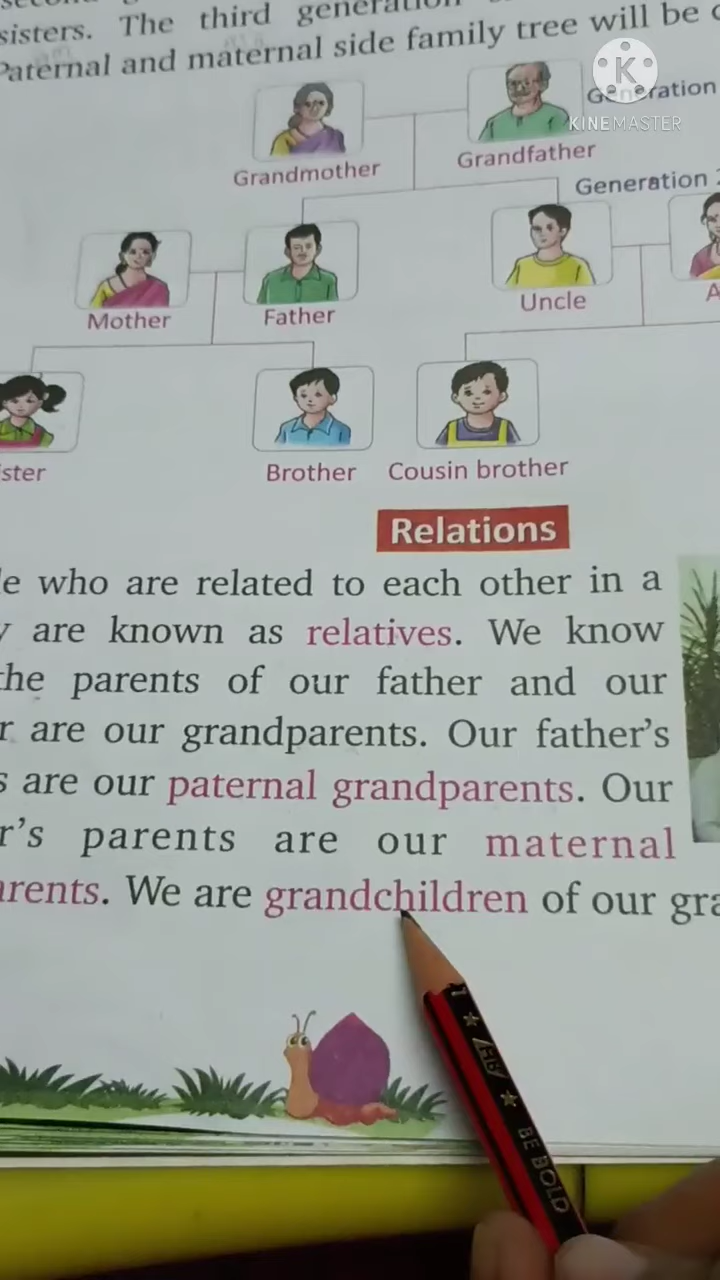 sisters. The third generation
Paternal and maternal side family tree will be
KINEMASTER
Generation
Grandmother
Grandfather
Generation
Mother
Father
Uncle
Brother
Cousin brother
Relations
who are related to each other in a
are known as relatives. We know
the parents of our father and our
are our grandparents. Our father's
are our paternal grandparents. Our
parents are our maternal
We are grandchildren of our
HB
BE BOLD